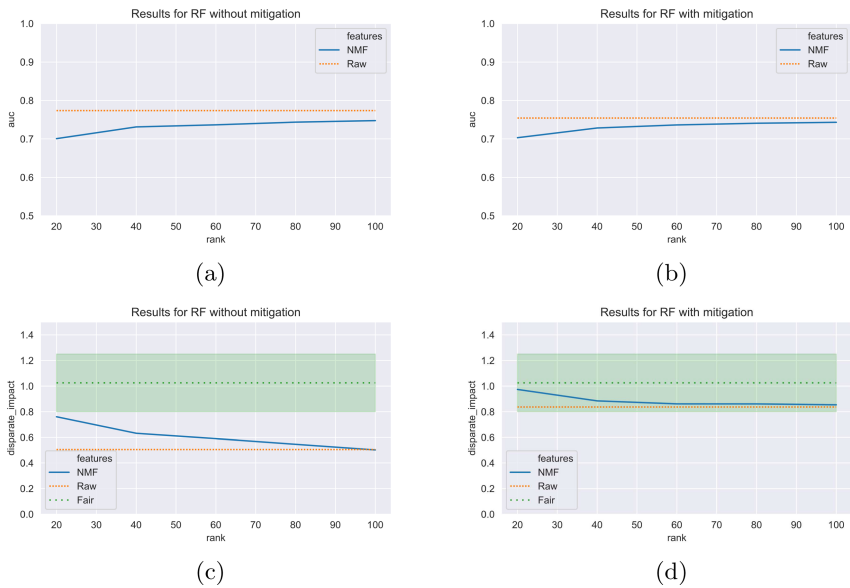 Results for RF without mitigation
1.0
0.9
0.8
0.7
0.6
0.5
auc
features
NMF
Raw
20 30 40 50 60 70 80 90 100
rank
(a)
Results for RF with mitigation
1.0
0.9
0.8
0.7
0.6
0.5
auc
features
NMF
Raw
20 30 40 50 60 70 80 90 100
rank
(b)
Results for RF without mitigation
1.4
1.2
1.0
0.8
0.6
0.4
0.2
0.0
disparate_impact
features
NMF
Raw
Fair
20 30 40 50 60 70 80 90 100
rank
(c)
Results for RF with mitigation
1.4
1.2
1.0
0.8
0.6
0.4
0.2
0.0
disparate_impact
features
NMF
Raw
Fair
20 30 40 50 60 70 80 90 100
rank
(d)